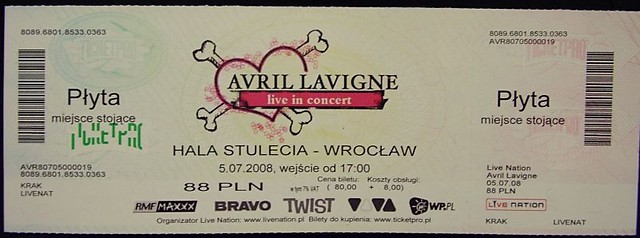 8089.6801.8533.0363
Płyta
miejsce stojące
AVR80705000019
8089.6801.8533.0363
KRAK
LIVENAT
AVRIL LAVIGNE
live in concert
HALA STULECIA - WROCŁAW
5.07.2008, wejście od 17:00
88 PLN
w tym 7% VAT
Cena biletu: Koszty obsługi:
( 80,00 + 8,00)
RMF MAXXX BRAVO TWIST VIVA WP.PL
Organizator Live Nation: www.livenation.pl Bilety do kupienia: www.ticketpro.pl
8089.6801.8533.0363
AVR80705000019
TICKETPRO
Płyta
miejsce stojące
Live Nation
Avril Lavigne
05.07.08
88 PLN
LIVE NATION
KRAK LIVENAT